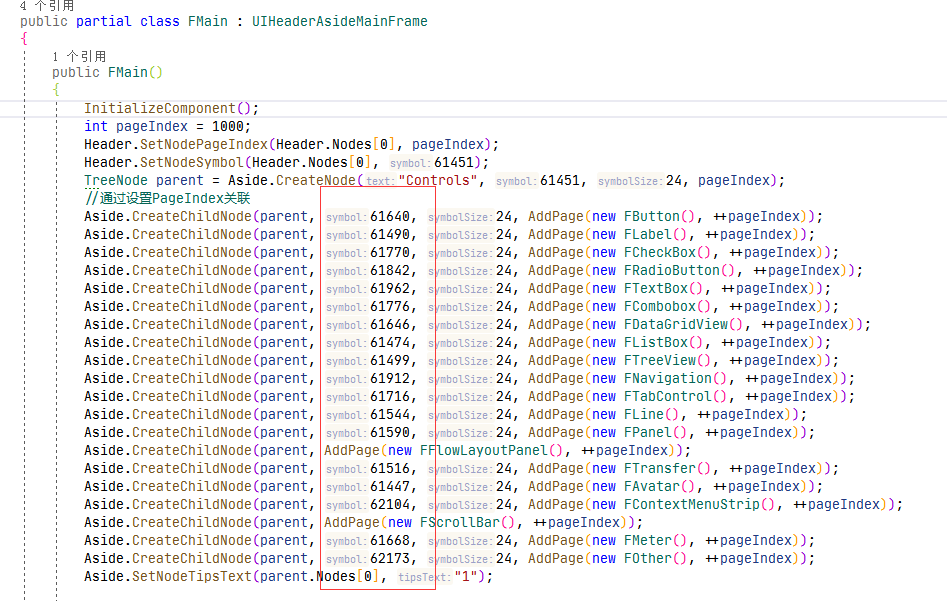 4 个引用
public partial class FMain : UIHeaderAsideMainFrame
{
1 个引用
public FMain()
{
InitializeComponent();
int pageIndex = 1000;
Header.SetNodePageIndex(Header.Nodes[0], pageIndex);
Header.SetNodeSymbol(Header.Nodes[0], symbol: 61451);
TreeNode parent = Aside.CreateNode(text: "Controls", symbol: 61451, symbolSize: 24, pageIndex);
//通过设置PageIndex关联
Aside.CreateChildNode(parent, symbol: 61640, symbolSize: 24, AddPage(new FButton(), ++pageIndex));
Aside.CreateChildNode(parent, symbol: 61490, symbolSize: 24, AddPage(new FLabel(), ++pageIndex));
Aside.CreateChildNode(parent, symbol: 61770, symbolSize: 24, AddPage(new FCheckBox(), ++pageIndex));
Aside.CreateChildNode(parent, symbol: 61842, symbolSize: 24, AddPage(new FRadioButton(), ++pageIndex));
Aside.CreateChildNode(parent, symbol: 61962, symbolSize: 24, AddPage(new FTextBox(), ++pageIndex));
Aside.CreateChildNode(parent, symbol: 61776, symbolSize: 24, AddPage(new FCombobox(), ++pageIndex));
Aside.CreateChildNode(parent, symbol: 61646, symbolSize: 24, AddPage(new FDataGridView(), ++pageIndex));
Aside.CreateChildNode(parent, symbol: 61474, symbolSize: 24, AddPage(new FListBox(), ++pageIndex));
Aside.CreateChildNode(parent, symbol: 61499, symbolSize: 24, AddPage(new FTreeView(), ++pageIndex));
Aside.CreateChildNode(parent, symbol: 61912, symbolSize: 24, AddPage(new FNavigation(), ++pageIndex));
Aside.CreateChildNode(parent, symbol: 61716, symbolSize: 24, AddPage(new FTabControl(), ++pageIndex));
Aside.CreateChildNode(parent, symbol: 61544, symbolSize: 24, AddPage(new FLine(), ++pageIndex));
Aside.CreateChildNode(parent, symbol: 61590, symbolSize: 24, AddPage(new FPanel(), ++pageIndex));
Aside.CreateChildNode(parent, AddPage(new FFlowLayoutPanel(), ++pageIndex));
Aside.CreateChildNode(parent, symbol: 61516, symbolSize: 24, AddPage(new FTransfer(), ++pageIndex));
Aside.CreateChildNode(parent, symbol: 61447, symbolSize: 24, AddPage(new FAvatar(), ++pageIndex));
Aside.CreateChildNode(parent, symbol: 62104, symbolSize: 24, AddPage(new FContextMenuStrip(), ++pageIndex));
Aside.CreateChildNode(parent, AddPage(new FScrollBar(), ++pageIndex));
Aside.CreateChildNode(parent, symbol: 61668, symbolSize: 24, AddPage(new FMeter(), ++pageIndex));
Aside.CreateChildNode(parent, symbol: 62173, symbolSize: 24, AddPage(new FOther(), ++pageIndex));
Aside.SetNodeTipsText(parent.Nodes[0], tipsText: "1");